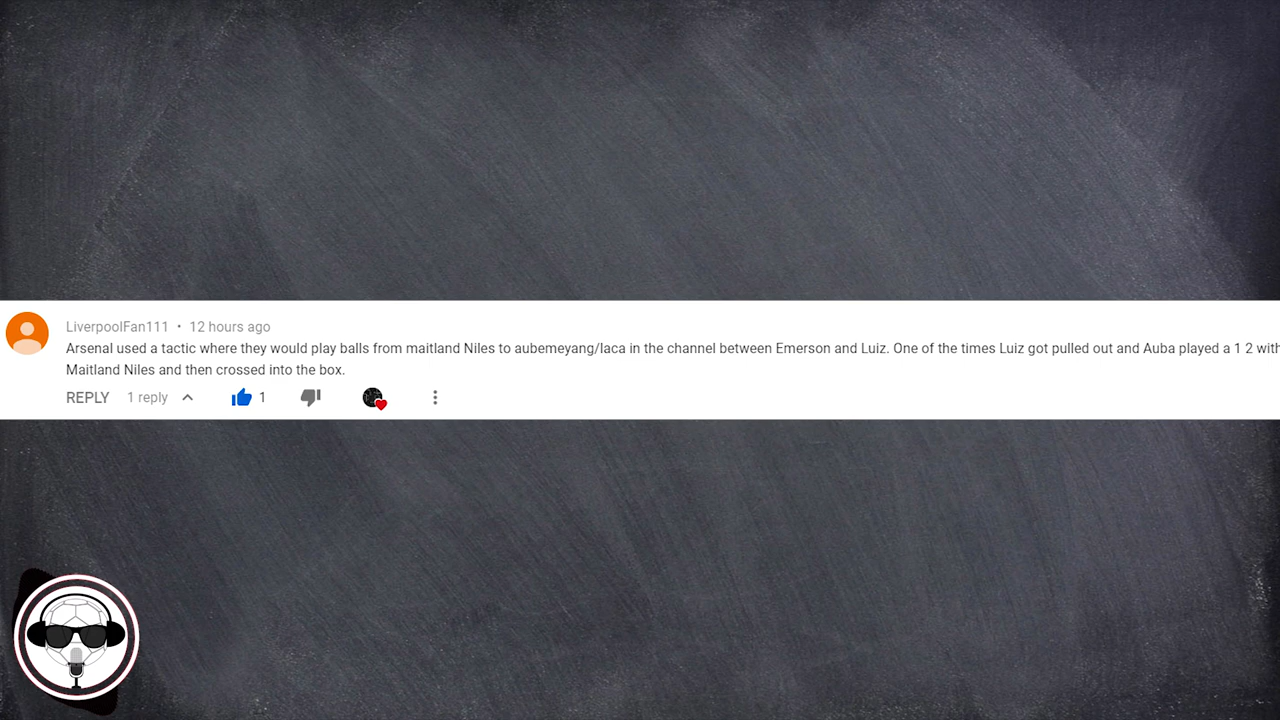 LiverpoolFan111 • 12 hours ago
Arsenal used a tactic where they would play balls from maitland Niles to aubemeyang/laca in the channel between Emerson and Luiz. One of the times Luiz got pulled out and Auba played a 1 2 with
Maitland Niles and then crossed into the box.
REPLY 1 reply 1